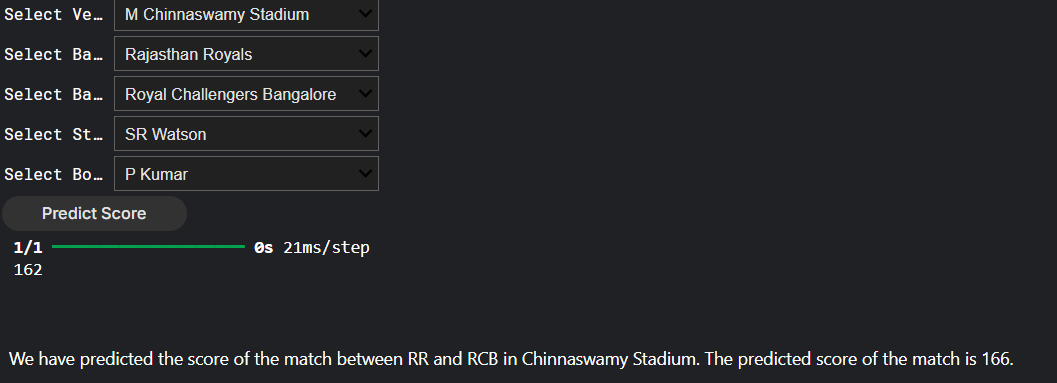 Select Ve… M Chinnaswamy Stadium
Select Ba… Rajasthan Royals
Select Ba… Royal Challengers Bangalore
Select St… SR Watson
Select Bo… P Kumar
Predict Score
1/1 0s 21ms/step
162
We have predicted the score of the match between RR and RCB in Chinnaswamy Stadium. The predicted score of the match is 166.